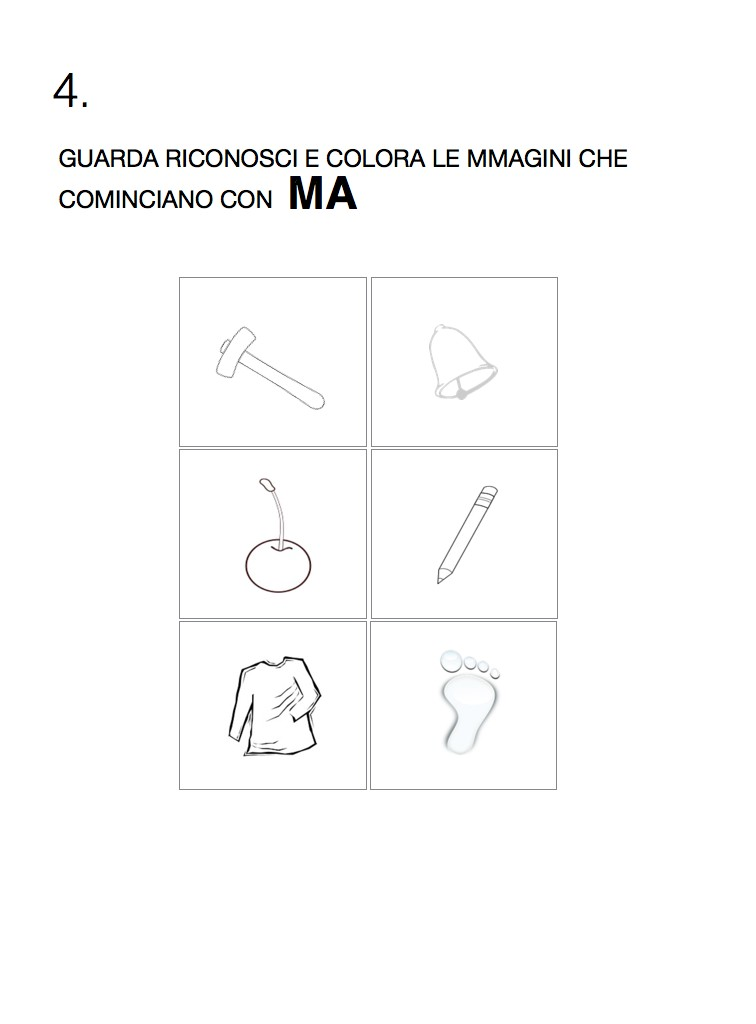 4.
GUARDA RICONOSCI E COLORA LE MMAGINI CHE
COMINCIANO CON MA